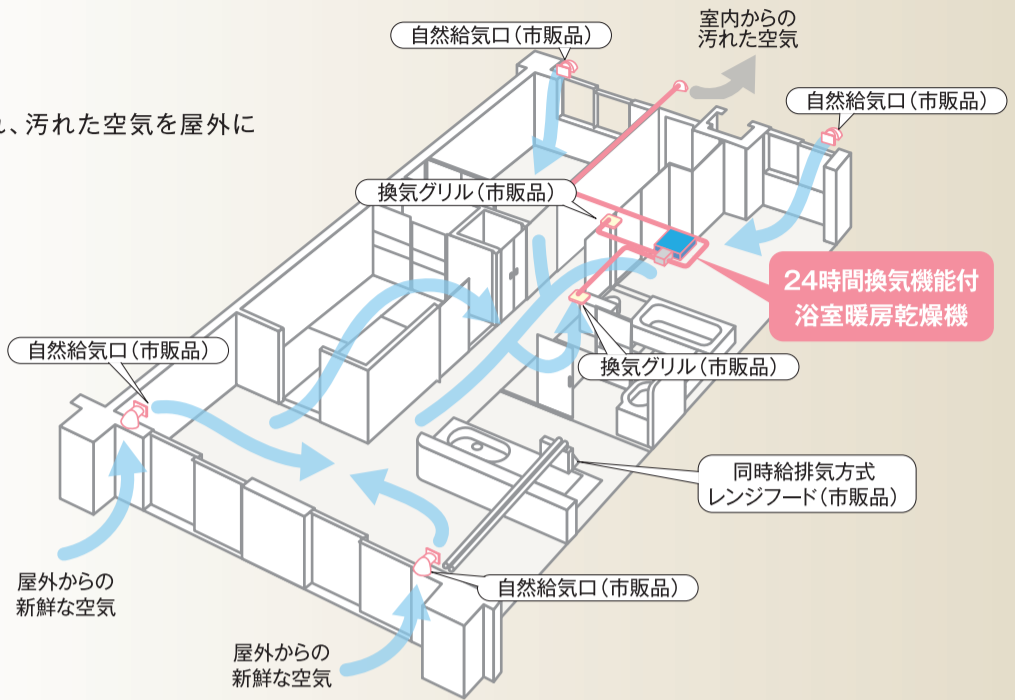 室内からの
汚れた空気
自然給気口（市販品）
自然給気口（市販品）
、汚れた空気を屋外に
換気グリル（市販品）
24時間換気機能付
浴室暖房乾燥機
自然給気口（市販品）
換気グリル（市販品）
同時給排気方式
レンジフード（市販品）
屋外からの
新鮮な空気
自然給気口（市販品）
屋外からの
新鮮な空気